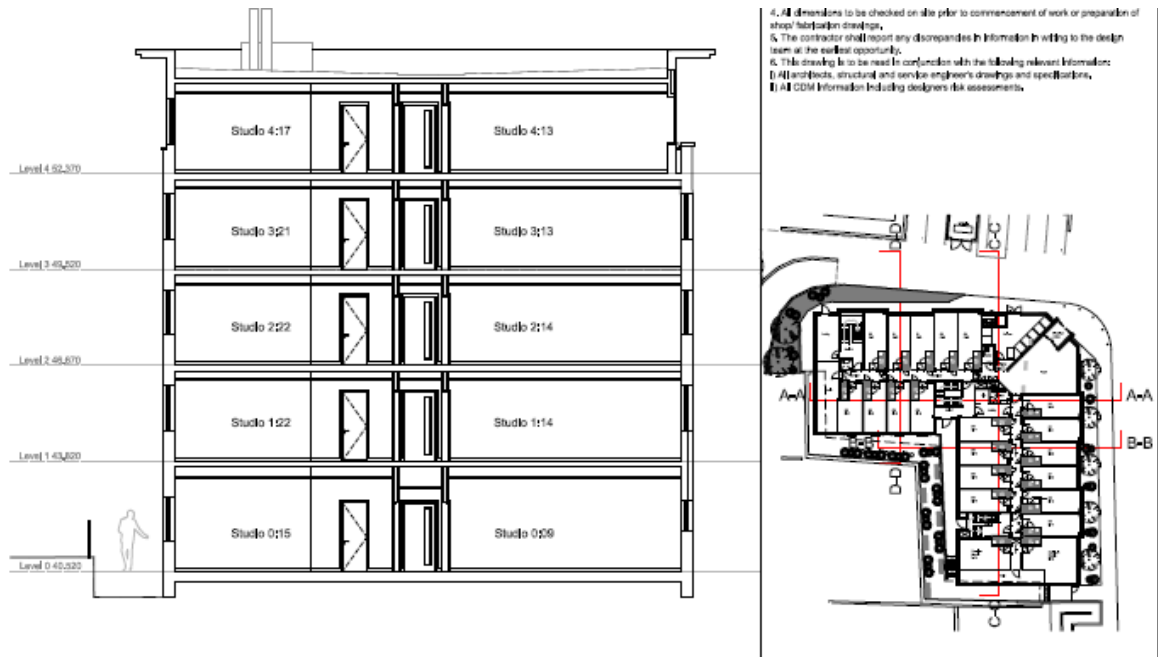 4. All dimensions to be checked on site prior to commencement of work or preparation of
shop/ fabrication drawings.
5. The contractor shall report any discrepancies in information in writing to the design
team at the earliest opportunity.
6. This drawing is to be read in conjunction with the following relevant information:
i) All architects, structural and service engineer's drawings and specifications.
ii) All CDM information including designers risk assessments.
Studio 4:17
Studio 4:13
Level 4 52,370
Studio 3:21
Studio 3:13
Level 3 49,520
Studio 2:22
Studio 2:14
Level 2 46,670
Studio 1:22
Studio 1:14
Level 1 43,820
Studio 0:15
Studio 0:09
Level 0 40,520
D-D
C-C
A-A
A-A
B-B
B-B
D-D
C-C